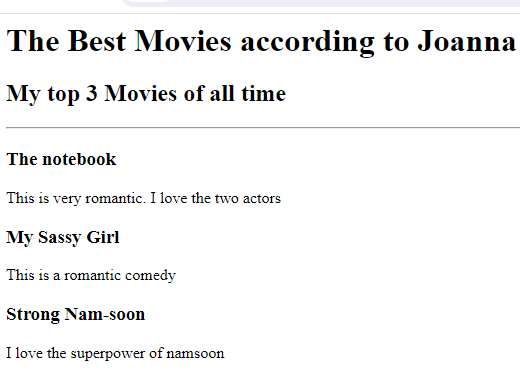 The Best Movies according to Joanna
My top 3 Movies of all time
The notebook
This is very romantic. I love the two actors
My Sassy Girl
This is a romantic comedy
Strong Nam-soon
I love the superpower of namsoon